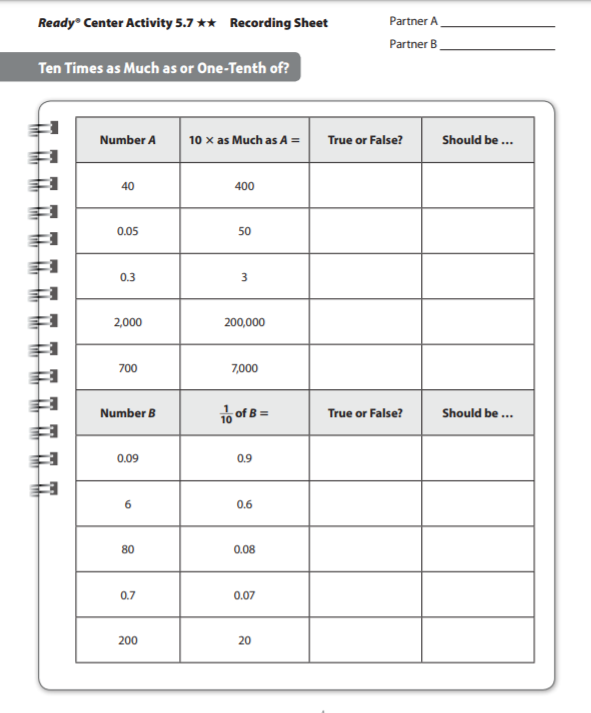 Ready® Center Activity 5.7 ★★ Recording Sheet
Partner A
Partner B
Ten Times as Much as or One-Tenth of?
Number A 10 × as Much as A = True or False? Should be ...
40 400
0.05 50
0.3 3
2,000 200,000
700 7,000
Number B 1/10 of B = True or False? Should be ...
0.09 0.9
6 0.6
80 0.08
0.7 0.07
200 20